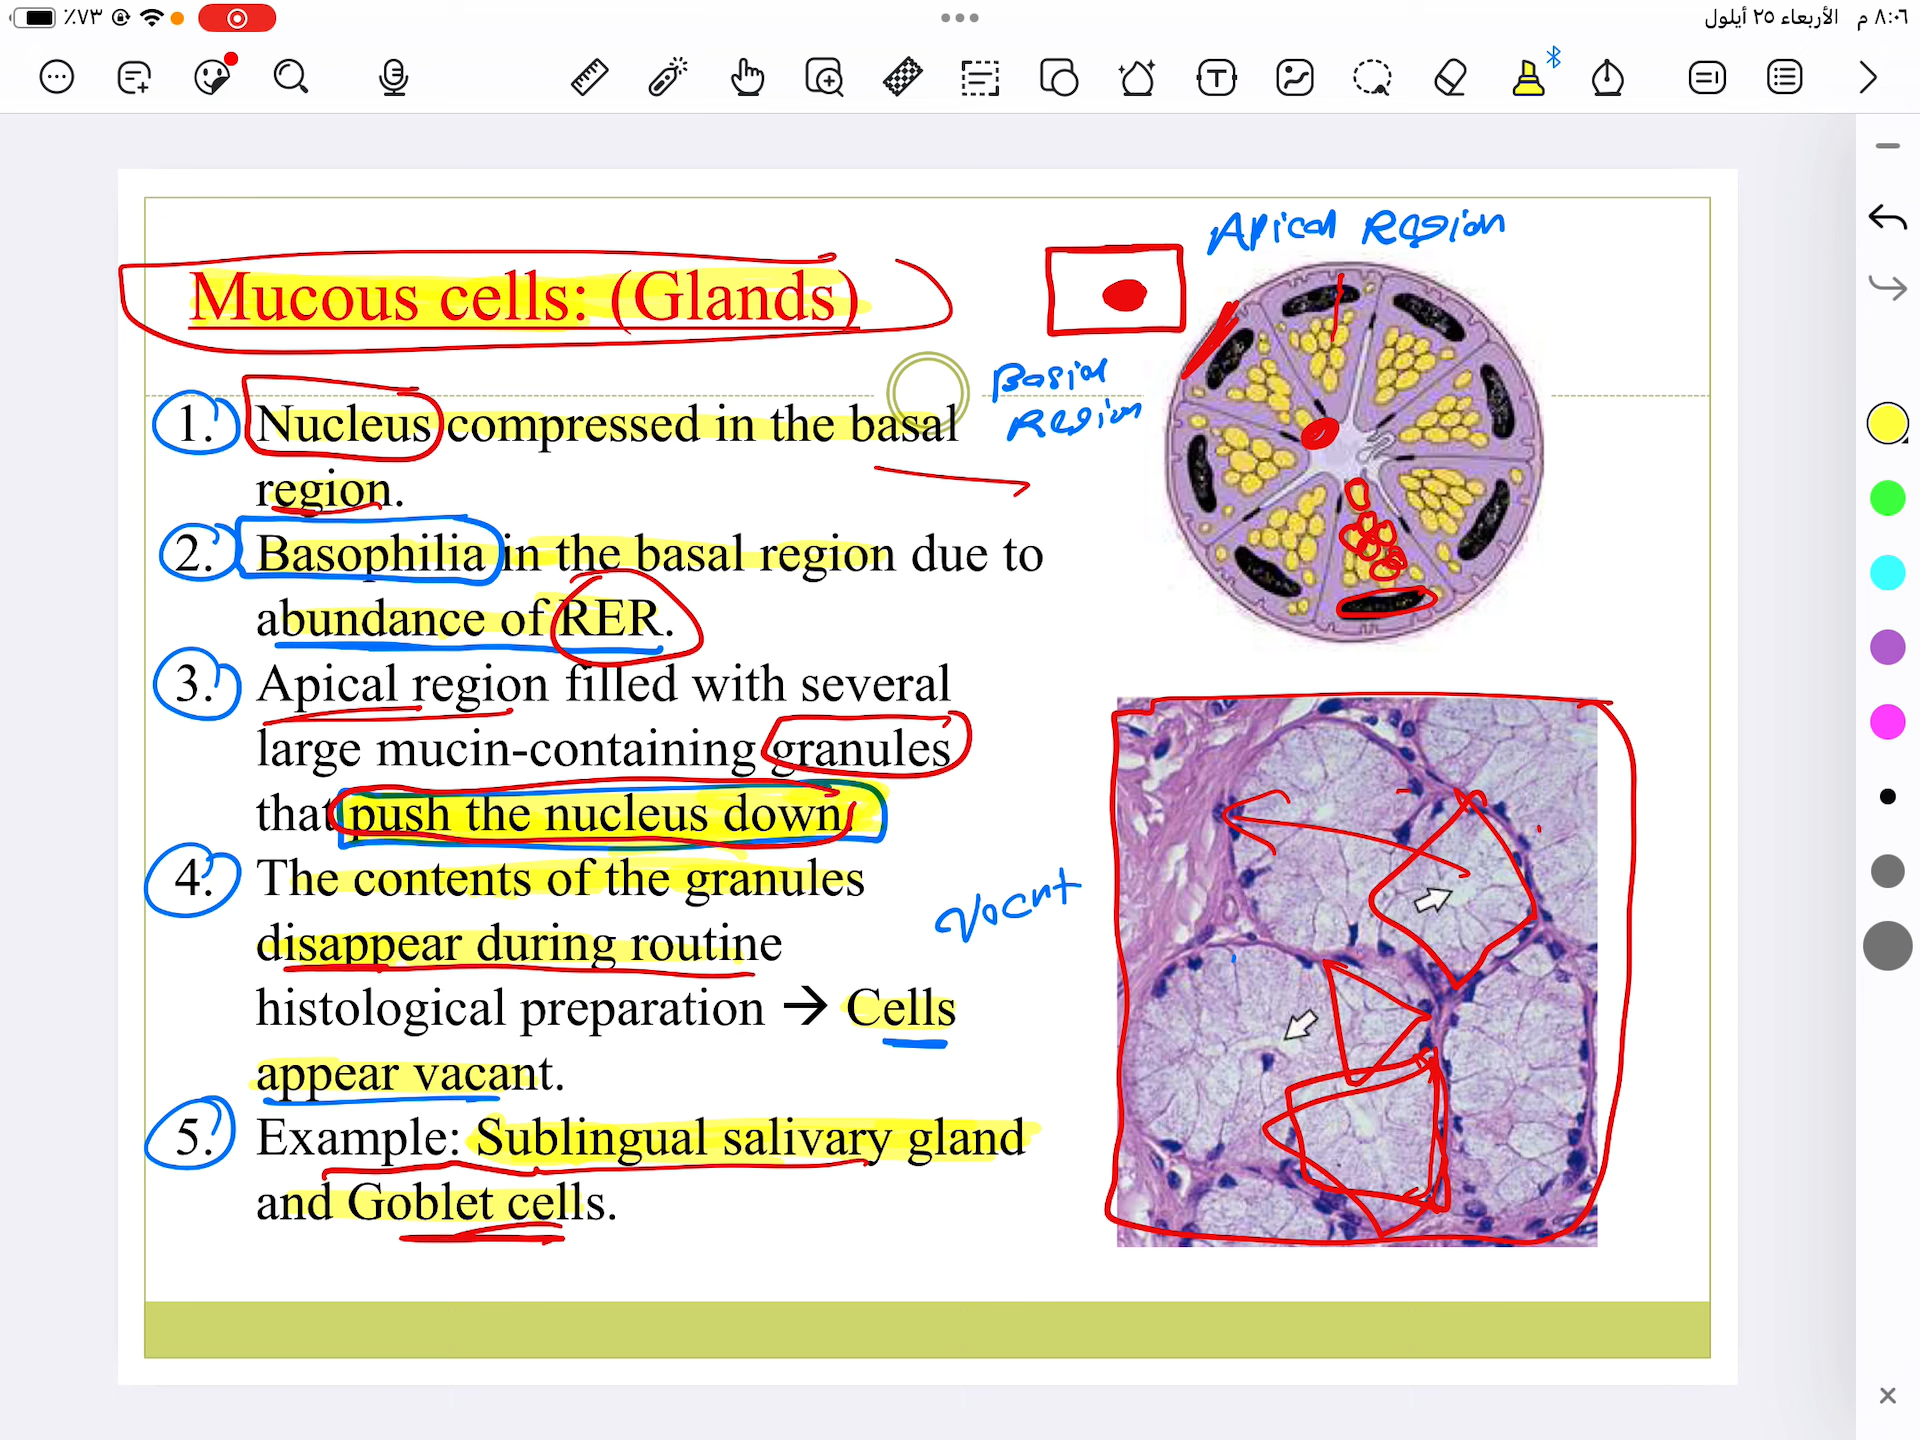 ٪٧٣
٨:٠٦ م الأربعاء ٢٥ أيلول
Apical Region
Mucous cells: (Glands)
Basial
Region
1. Nucleus compressed in the basal
region.
2. Basophilia in the basal region due to
abundance of RER.
3. Apical region filled with several
large mucin-containing granules
that push the nucleus down.
4. The contents of the granules
disappear during routine
Vacnt
histological preparation → Cells
appear vacant.
5. Example: Sublingual salivary gland
and Goblet cells.